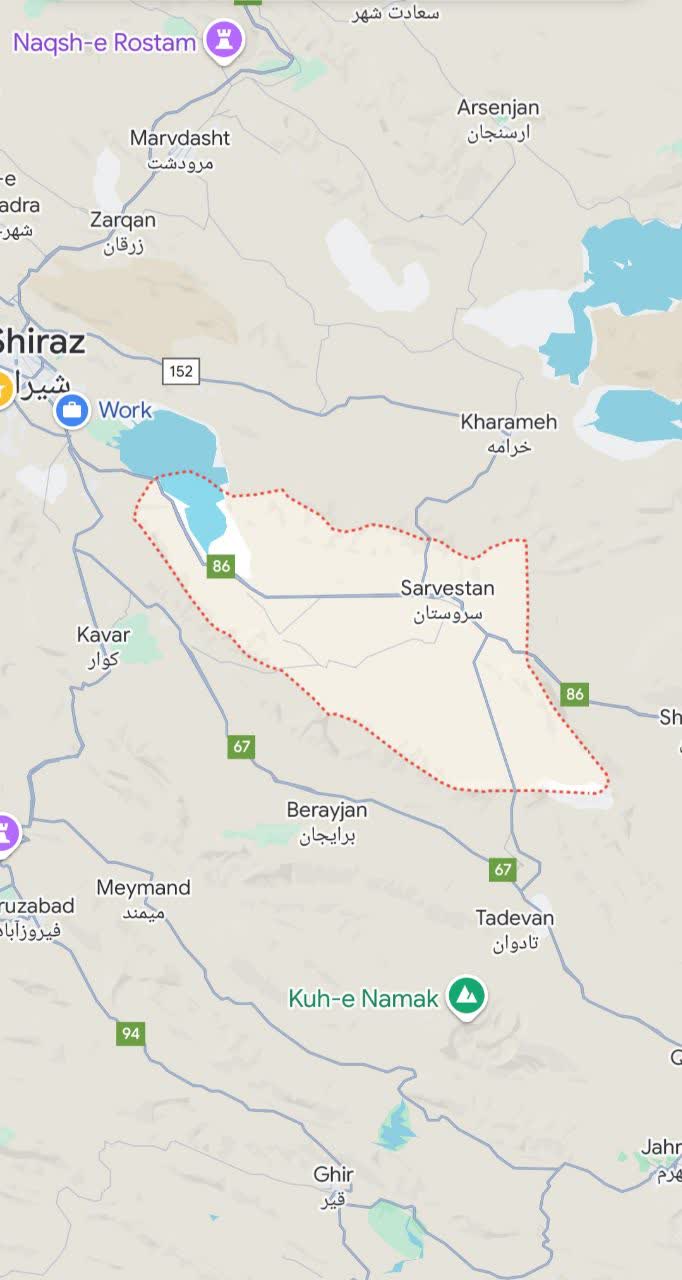 سعادت شهر
Naqsh-e Rostam
Arsenjan
ارسنجان
Marvdasht
مرودشت
-e
adra
شهر-
Zarqan
زرقان
Shiraz
شیرا
152
Work
Kharameh
خرامه
86
Sarvestan
سروستان
Kavar
کوار
86
Sh
67
Berayjan
برایجان
67
Meymand
میمند
ruzabad
فیروزآباد
Tadevan
تادوان
Kuh-e Namak
94
Q
Jahr
هرم
Ghir
قیر